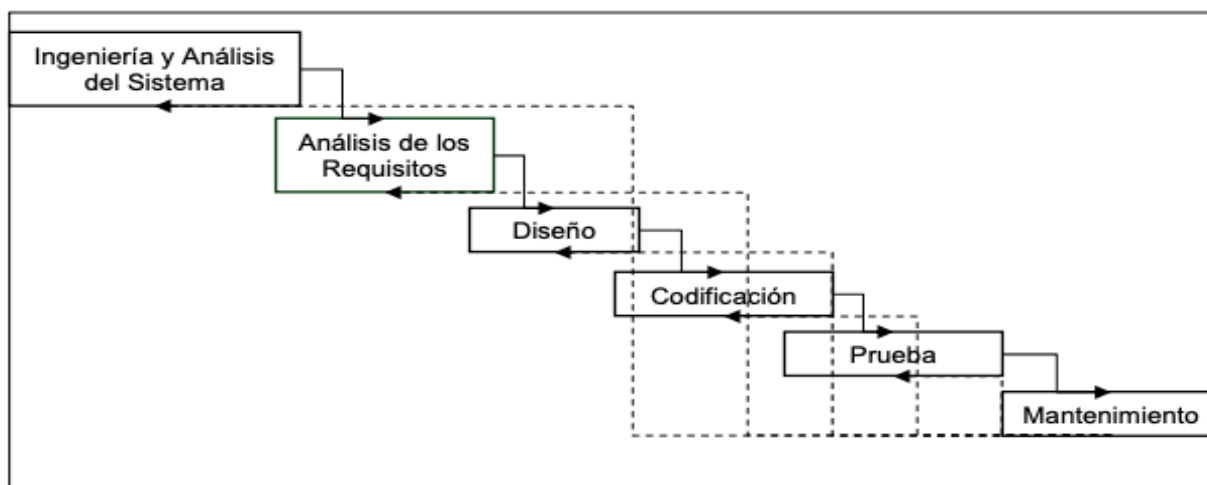 Ingeniería y Análisis
del Sistema
Análisis de los
Requisitos
Diseño
Codificación
Prueba
Mantenimiento